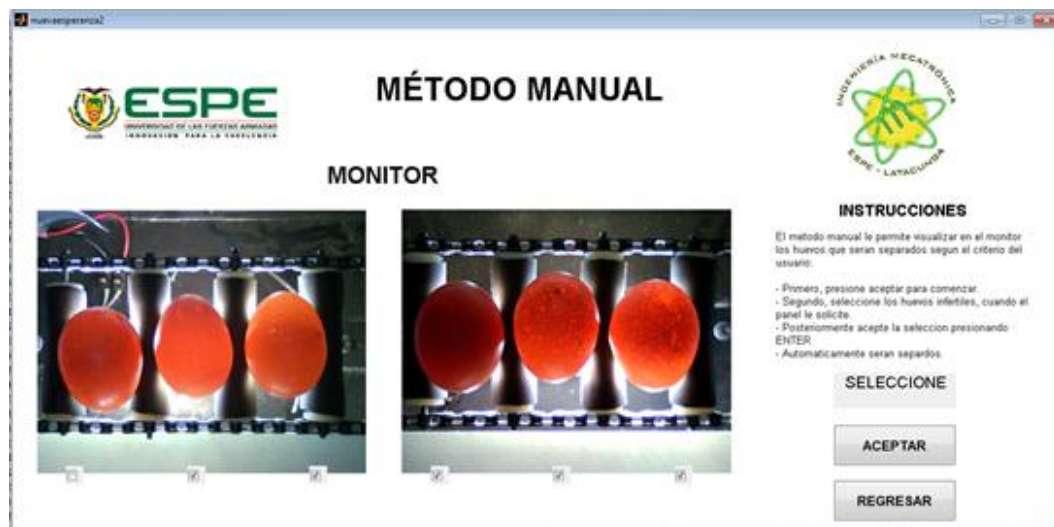 nuevaesperanza2
ESPE
UNIVERSIDAD DE LAS FUERZAS ARMADAS
INNOVACIÓN PARA LA EXCELENCIA
MÉTODO MANUAL
INGENIERÍA MECATRÓNICA
ESPE - LATACUNGA
MONITOR
INSTRUCCIONES
El metodo manual le permite visualizar en el monitor
los huevos que seran separados segun el criterio del
usuario:
- Primero, presione aceptar para comenzar.
- Segundo, seleccione los huevos infertiles, cuando el
panel le solicite.
- Posteriormente acepte la seleccion presionando
ENTER
- Automaticamente seran separdos.
SELECCIONE
ACEPTAR
REGRESAR